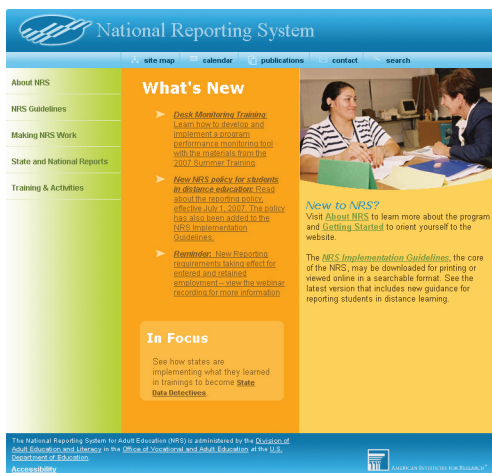 National Reporting System
site map
calendar
publications
contact
search
About NRS
NRS Guidelines
Making NRS Work
State and National Reports
Training & Activities
What's New
Desk Monitoring Training:
Learn how to develop and
implement a program
performance monitoring tool
with the materials from the
2007 Summer Training
New NRS policy for students
in distance education: Read
about the reporting policy,
effective July 1, 2007. The policy
has also been added to the
NRS Implementation
Guidelines.
Reminder: New Reporting
requirements taking effect for
entered and retained
employment -- view the webinar
recording for more information
In Focus
See how states are
implementing what they learned
in trainings to become State
Data Detectives.
New to NRS?
Visit About NRS to learn more about the program
and Getting Started to orient yourself to the
website.
The NRS Implementation Guidelines, the core
of the NRS, may be downloaded for printing or
viewed online in a searchable format. See the
latest version that includes new guidance for
reporting students in distance learning.
The National Reporting System for Adult Education (NRS) is administered by the Division of
Adult Education and Literacy in the Office of Vocational and Adult Education at the U.S.
Department of Education.
Accessibility
AMERICAN INSTITUTES FOR RESEARCH®